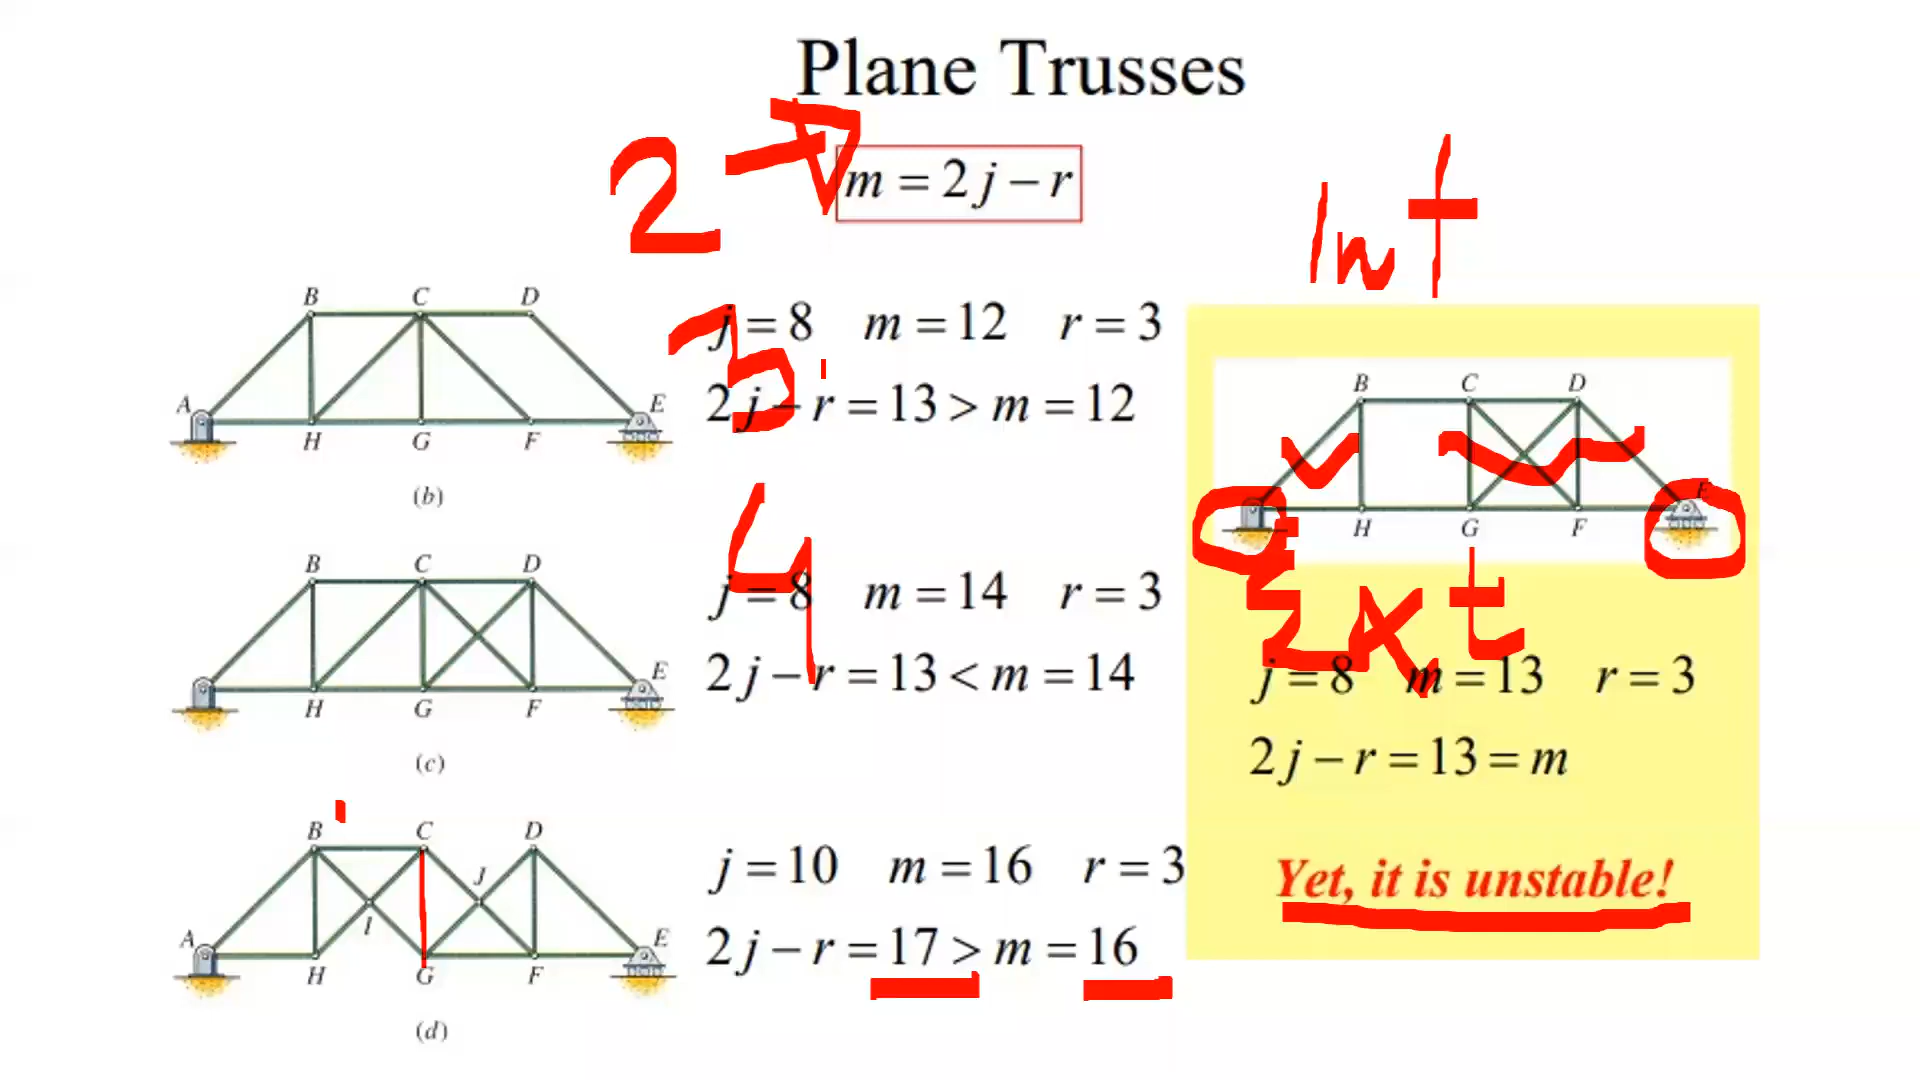 Plane Trusses
2
m = 2j − r
Int
B C D
A E
H G F
(b)
j = 8 m = 12 r = 3
3
2j − r = 13 > m = 12
B C D
E
H G F
(c)
4
j = 8 m = 14 r = 3
2j − r = 13 < m = 14
B C D
J
I
A E
H G F
(d)
j = 10 m = 16 r = 3
2j − r = 17 > m = 16
B C D
E
H G F
Ext
j = 8 m = 13 r = 3
2j − r = 13 = m
Yet, it is unstable!